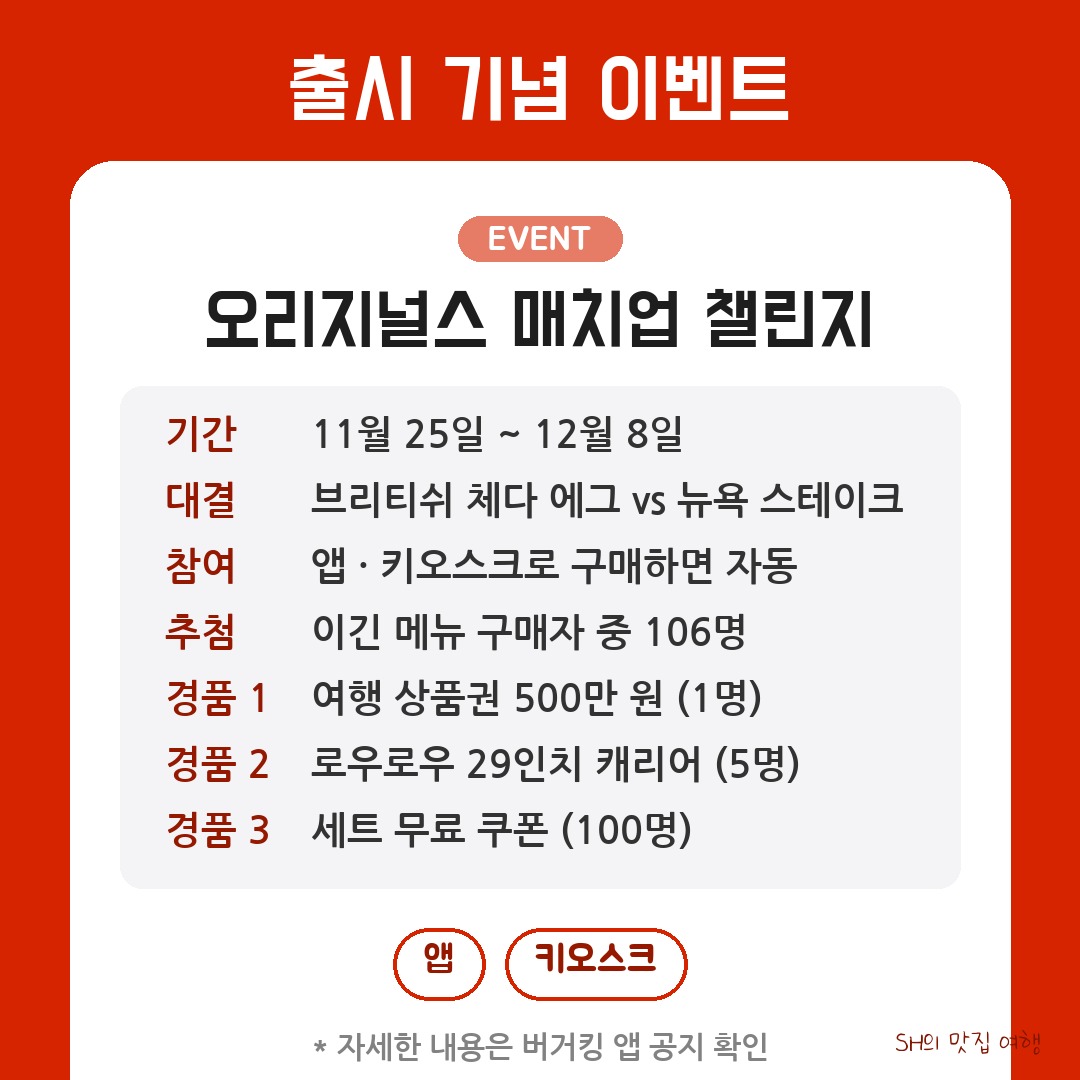 출시 기념 이벤트
EVENT
오리지널스 매치업 챌린지
기간 11월 25일 ~ 12월 8일
대결 브리티쉬 체다 에그 vs 뉴욕 스테이크
참여 앱 · 키오스크로 구매하면 자동
추첨 이긴 메뉴 구매자 중 106명
경품 1 여행 상품권 500만 원 (1명)
경품 2 로우로우 29인치 캐리어 (5명)
경품 3 세트 무료 쿠폰 (100명)
앱 키오스크
* 자세한 내용은 버거킹 앱 공지 확인
SH의 맛집 여행